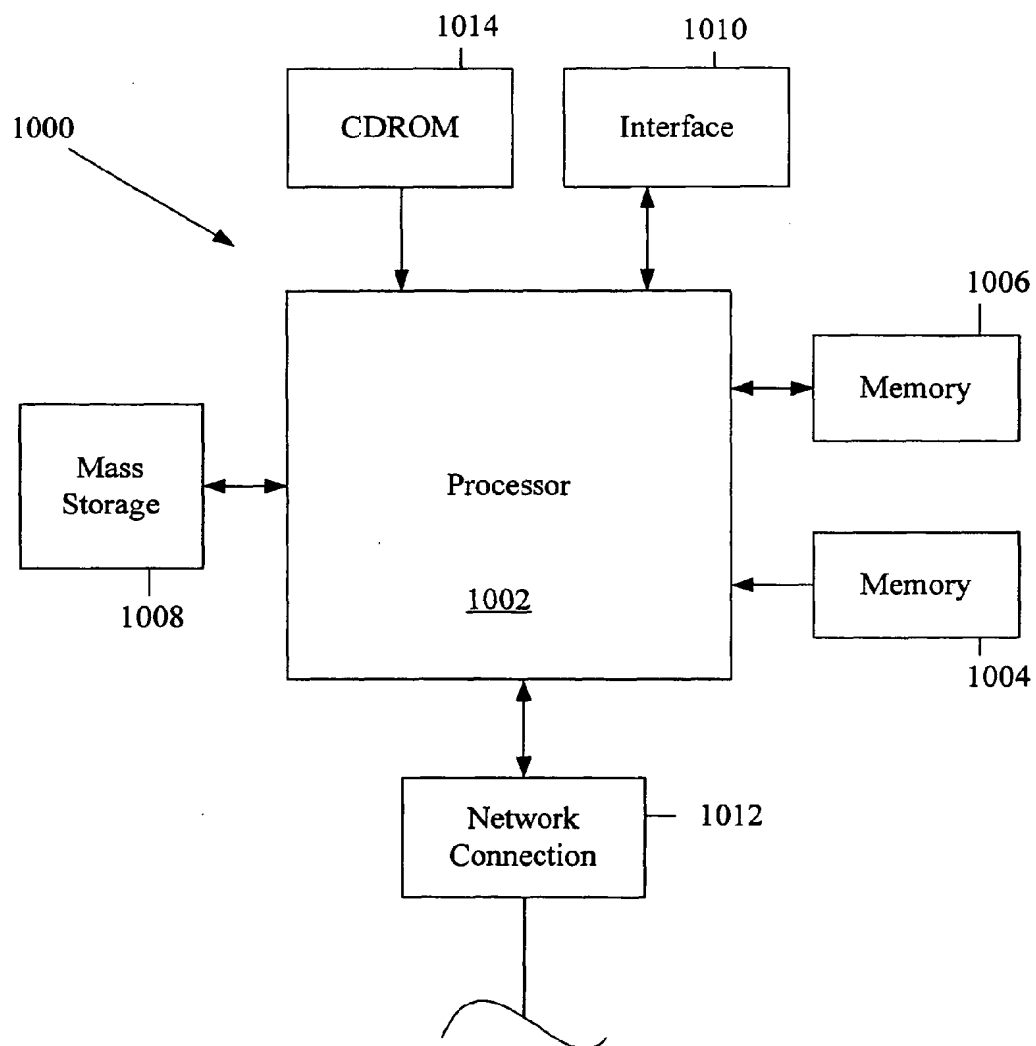 1014
1010
1000
CDROM
Interface
1006
Memory
Mass
Storage
Processor
1008
1002
Memory
1004
Network
Connection
1012